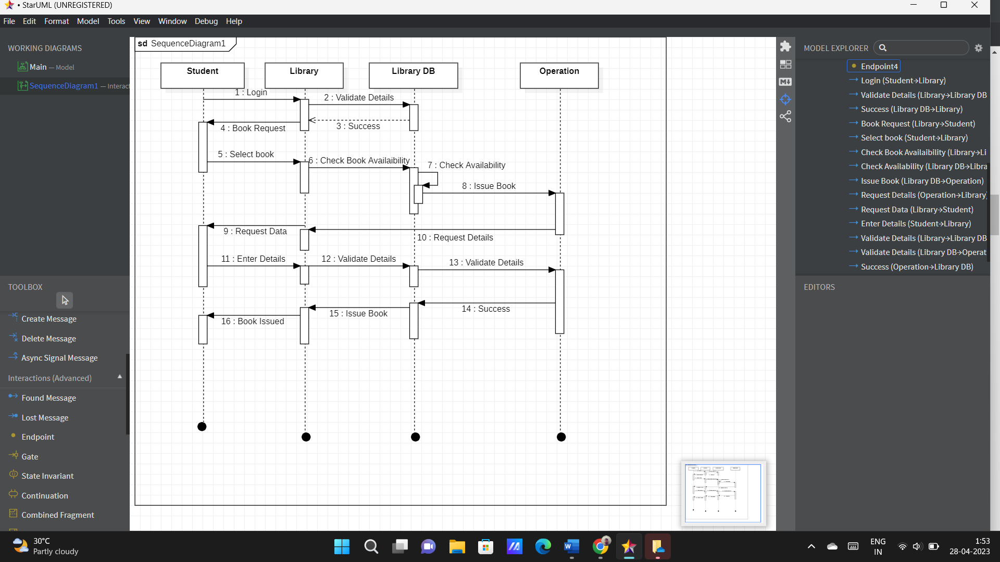 • StarUML (UNREGISTERED)
File Edit Format Model Tools View Window Debug Help
WORKING DIAGRAMS
Main — Model
SequenceDiagram1 — Interact
TOOLBOX
Create Message
Delete Message
Async Signal Message
Interactions (Advanced)
Found Message
Lost Message
Endpoint
Gate
State Invariant
Continuation
Combined Fragment
sd SequenceDiagram1
Student
Library
Library DB
Operation
1 : Login
2 : Validate Details
3 : Success
4 : Book Request
5 : Select book
6 : Check Book Availaibility
7 : Check Availability
8 : Issue Book
9 : Request Data
10 : Request Details
11 : Enter Details
12 : Validate Details
13 : Validate Details
14 : Success
15 : Issue Book
16 : Book Issued
MODEL EXPLORER
Endpoint4
Login (Student→Library)
Validate Details (Library→Library DB
Success (Library DB→Library)
Book Request (Library→Student)
Select book (Student→Library)
Check Book Availaibility (Library→Li
Check Availability (Library DB→Libra
Issue Book (Library DB→Operation)
Request Details (Operation→Library
Request Data (Library→Student)
Enter Details (Student→Library)
Validate Details (Library→Library DB
Validate Details (Library DB→Operat
Success (Operation→Library DB)
EDITORS
30°C
Partly cloudy
ENG
IN
1:53
28-04-2023